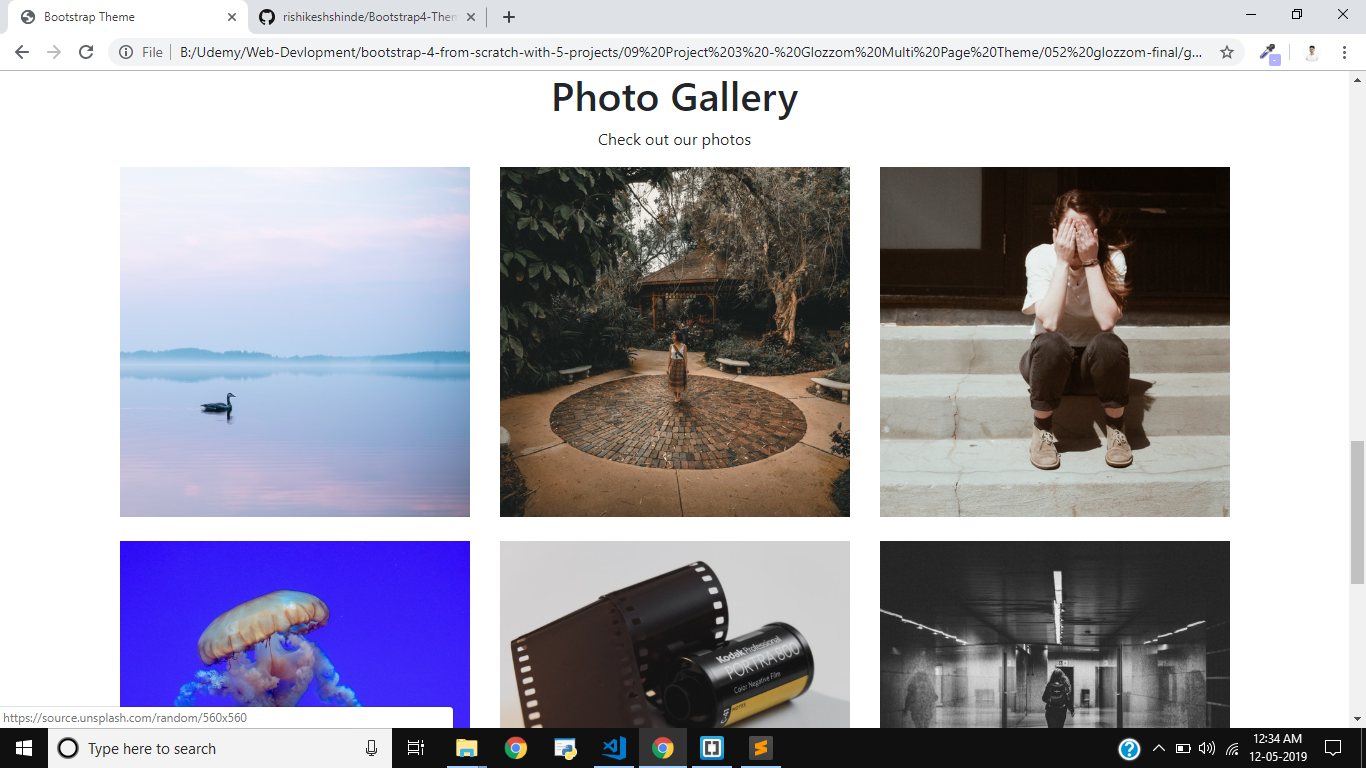 Bootstrap Theme
rishikeshshinde/Bootstrap4-Then
File
B:/Udemy/Web-Devlopment/bootstrap-4-from-scratch-with-5-projects/09%20Project%203%20-%20Glozzom%20Multi%20Page%20Theme/052%20glozzom-final/g...
Photo Gallery
Check out our photos
Kodak Professional
PORTRA 800
Color Negative Film
NOTES
https://source.unsplash.com/random/560x560
Type here to search
12:34 AM
12-05-2019